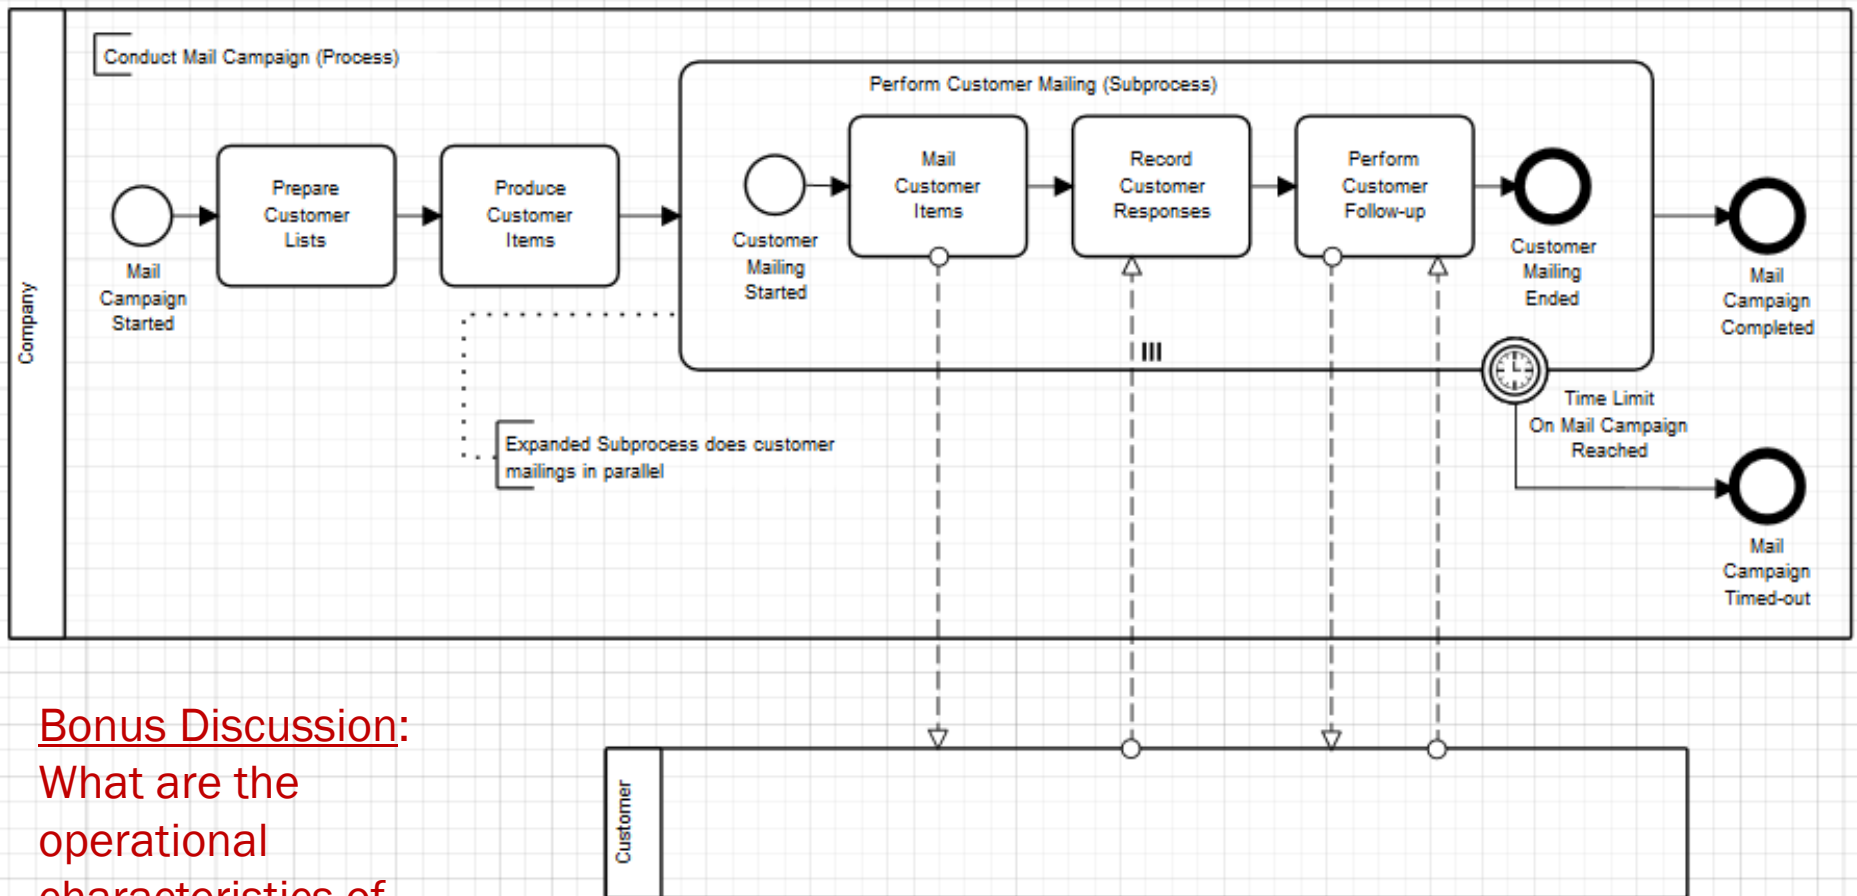 Conduct Mail Campaign (Process)
Perform Customer Mailing (Subprocess)
Company
Mail
Campaign
Started
Prepare
Customer
Lists
Produce
Customer
Items
Customer
Mailing
Started
Mail
Customer
Items
Record
Customer
Responses
Perform
Customer
Follow-up
Customer
Mailing
Ended
Mail
Campaign
Completed
Time Limit
On Mail Campaign
Reached
Expanded Subprocess does customer
mailings in parallel
Mail
Campaign
Timed-out
Bonus Discussion:
What are the
operational
characteristics of
Customer